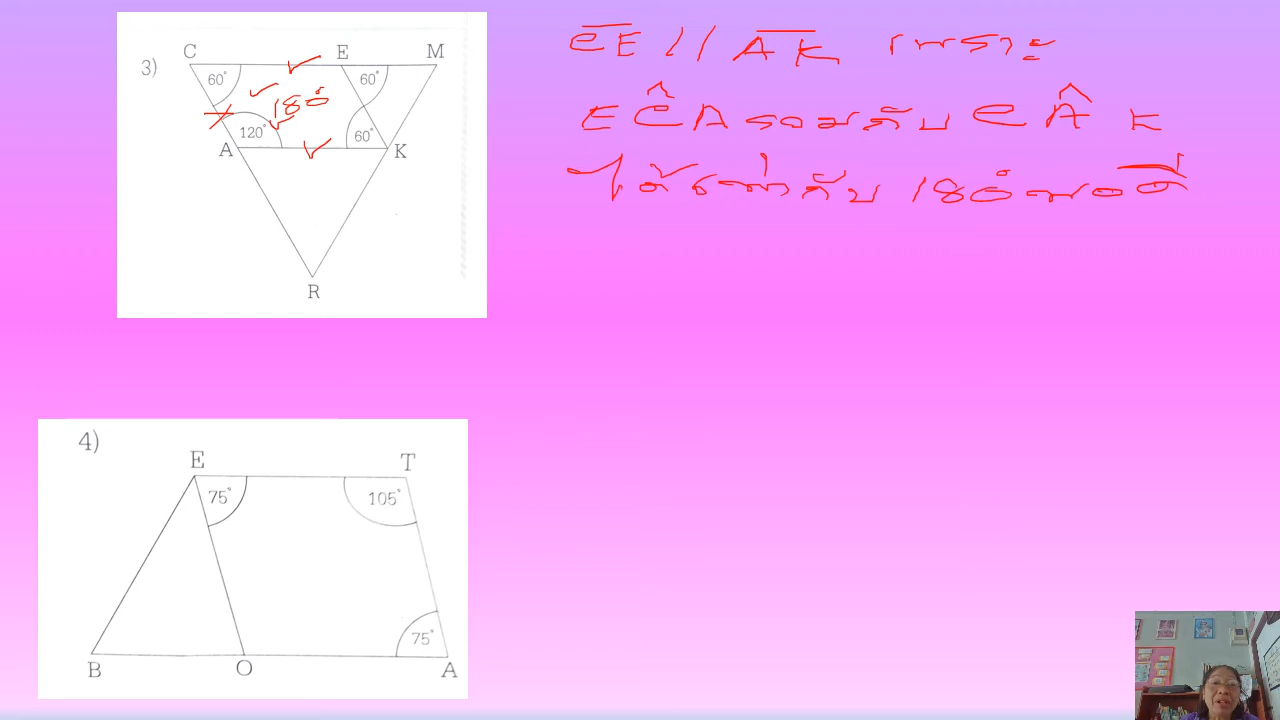 3)
C E M
60° 60°
180°
120° 60°
A K
R
CE // AK เพราะ
EĈA รวมกับ CÂK
ได้เท่ากับ 180° พอดี
4)
E T
75° 105°
75°
B O A